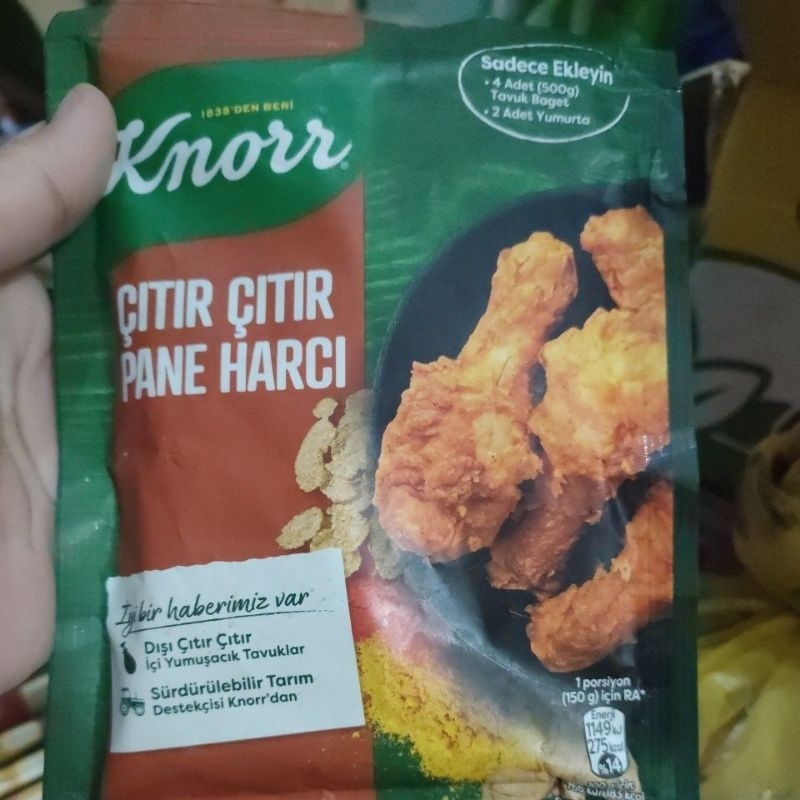 1838'DEN BERİ
Knorr
ÇITIR ÇITIR
PANE HARCI
Sadece Ekleyin
• 4 Adet (500g)
Tavuk Baget
• 2 Adet Yumurta
İyi bir haberimiz var
Dışı Çıtır Çıtır
İçi Yumuşacık Tavuklar
Sürdürülebilir Tarım
Destekçisi Knorr'dan
1 porsiyon
(150 g) için RA*
Enerji
1149 kJ
275 kcal
%14